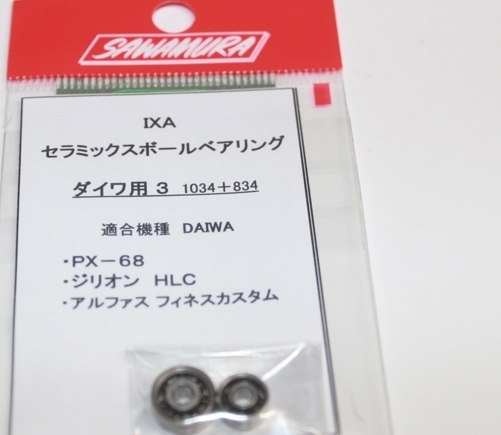 SAWAMURA
IXA
セラミックスボールベアリング
ダイワ用 3 1034＋834
適合機種 DAIWA
・PX－68
・ジリオン HLC
・アルファス フィネスカスタム